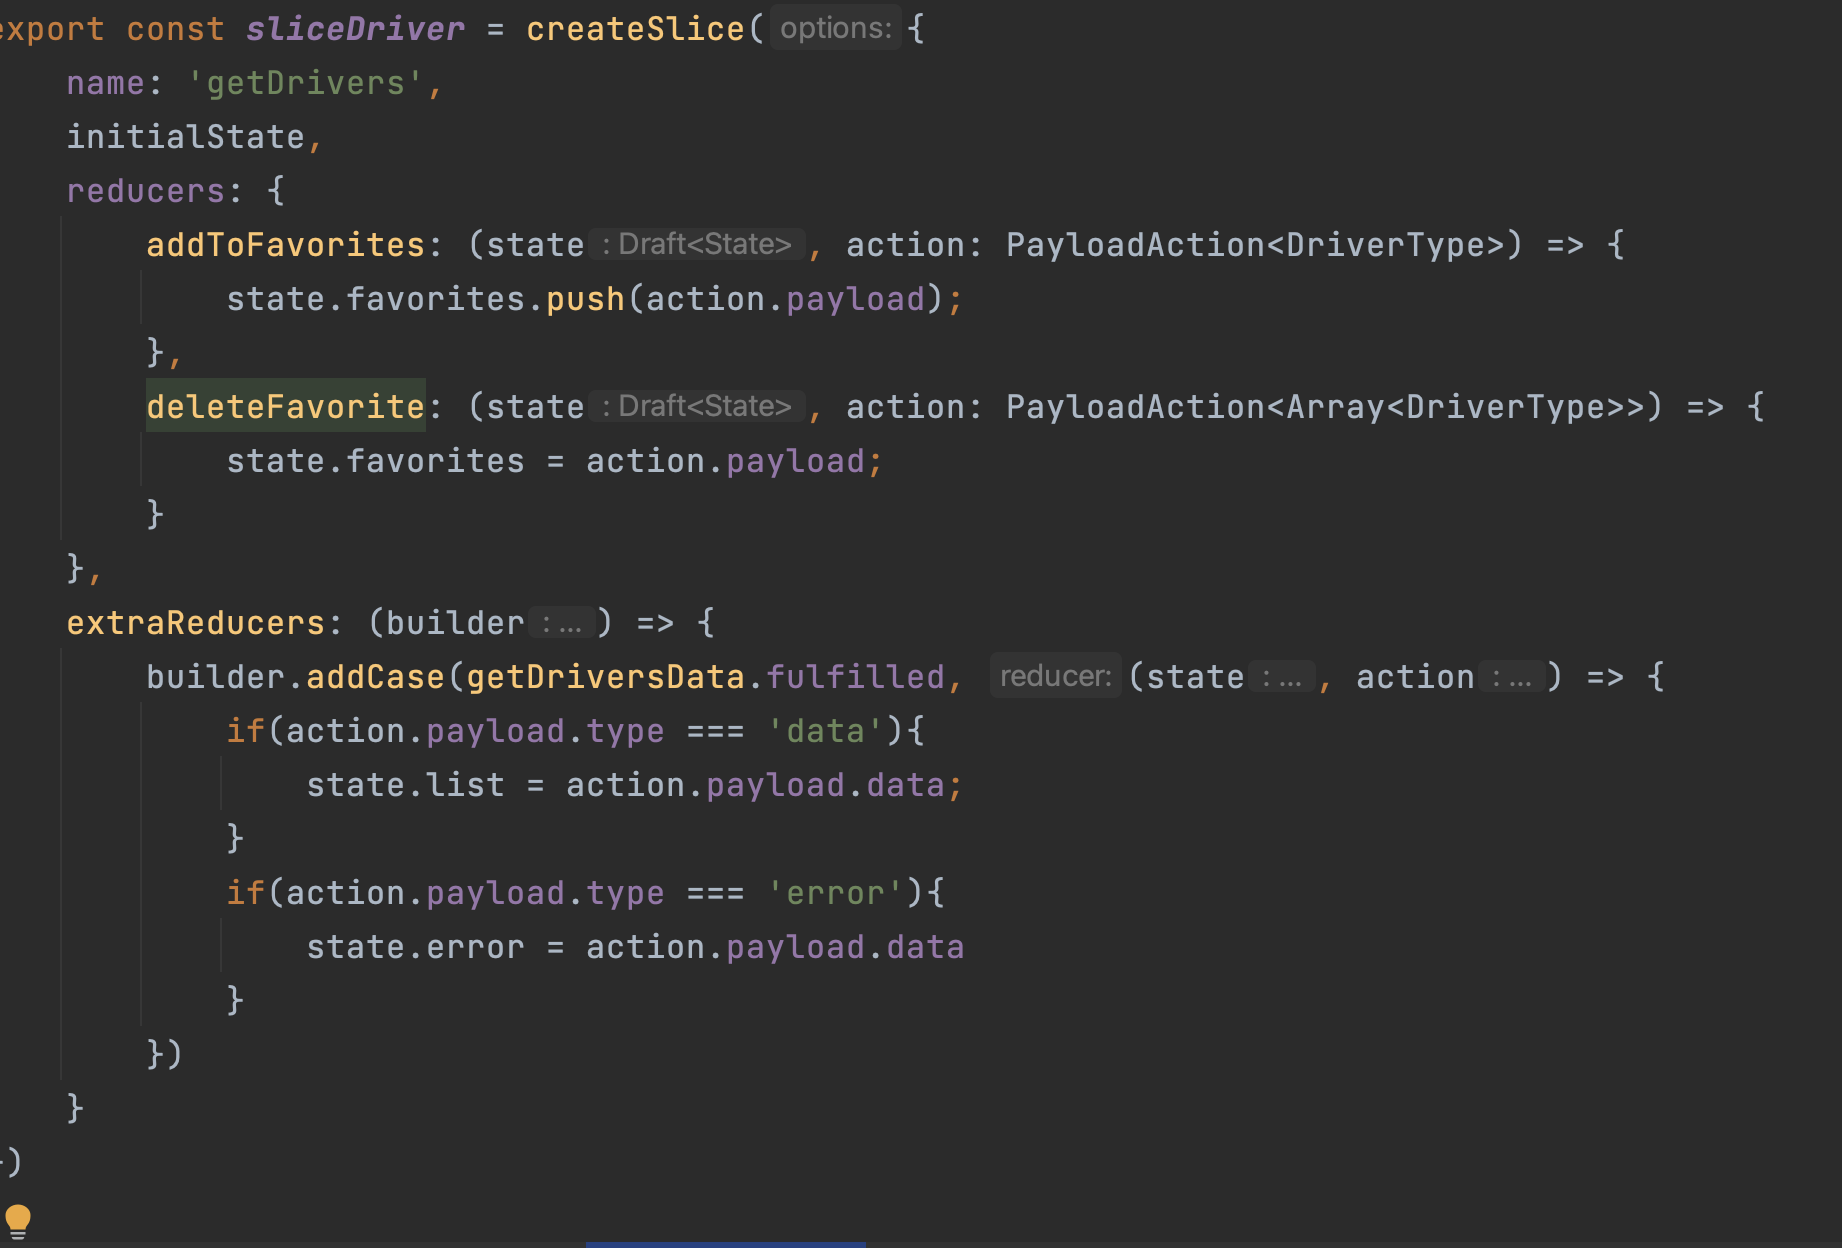 export const sliceDriver = createSlice( options: {
    name: 'getDrivers',
    initialState,
    reducers: {
        addToFavorites: (state : Draft<State> , action: PayloadAction<DriverType>) => {
            state.favorites.push(action.payload);
        },
        deleteFavorite: (state : Draft<State> , action: PayloadAction<Array<DriverType>>) => {
            state.favorites = action.payload;
        }
    },
    extraReducers: (builder : ... ) => {
        builder.addCase(getDriversData.fulfilled, reducer: (state : ... , action : ... ) => {
            if(action.payload.type === 'data'){
                state.list = action.payload.data;
            }
            if(action.payload.type === 'error'){
                state.error = action.payload.data
            }
        })
    }
})